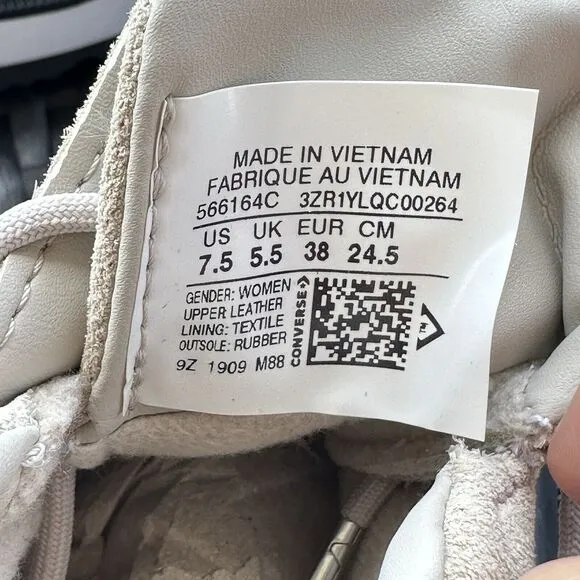 MADE IN VIETNAM
FABRIQUE AU VIETNAM
566164C 3ZR1YLQC00264
US UK EUR CM
7.5 5.5 38 24.5
GENDER: WOMEN
UPPER: LEATHER
LINING: TEXTILE
OUTSOLE: RUBBER
9Z 1909 M88
CONVERSE